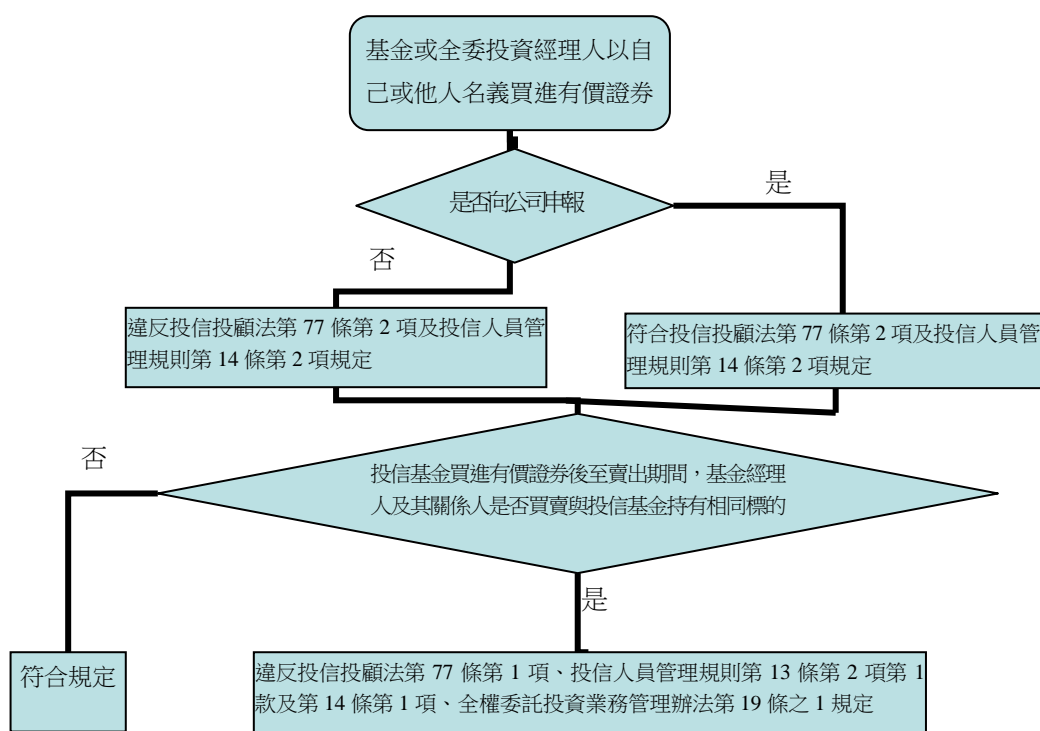 基金或全委投資經理人以自
己或他人名義買進有價證券
是否向公司申報
是
否
違反投信投顧法第 77 條第 2 項及投信人員管
理規則第 14 條第 2 項規定
符合投信投顧法第 77 條第 2 項及投信人員管
理規則第 14 條第 2 項規定
否
投信基金買進有價證券後至賣出期間，基金經理
人及其關係人是否買賣與投信基金持有相同標的
是
符合規定
違反投信投顧法第 77 條第 1 項、投信人員管理規則第 13 條第 2 項第 1
款及第 14 條第 1 項、全權委託投資業務管理辦法第 19 條之 1 規定